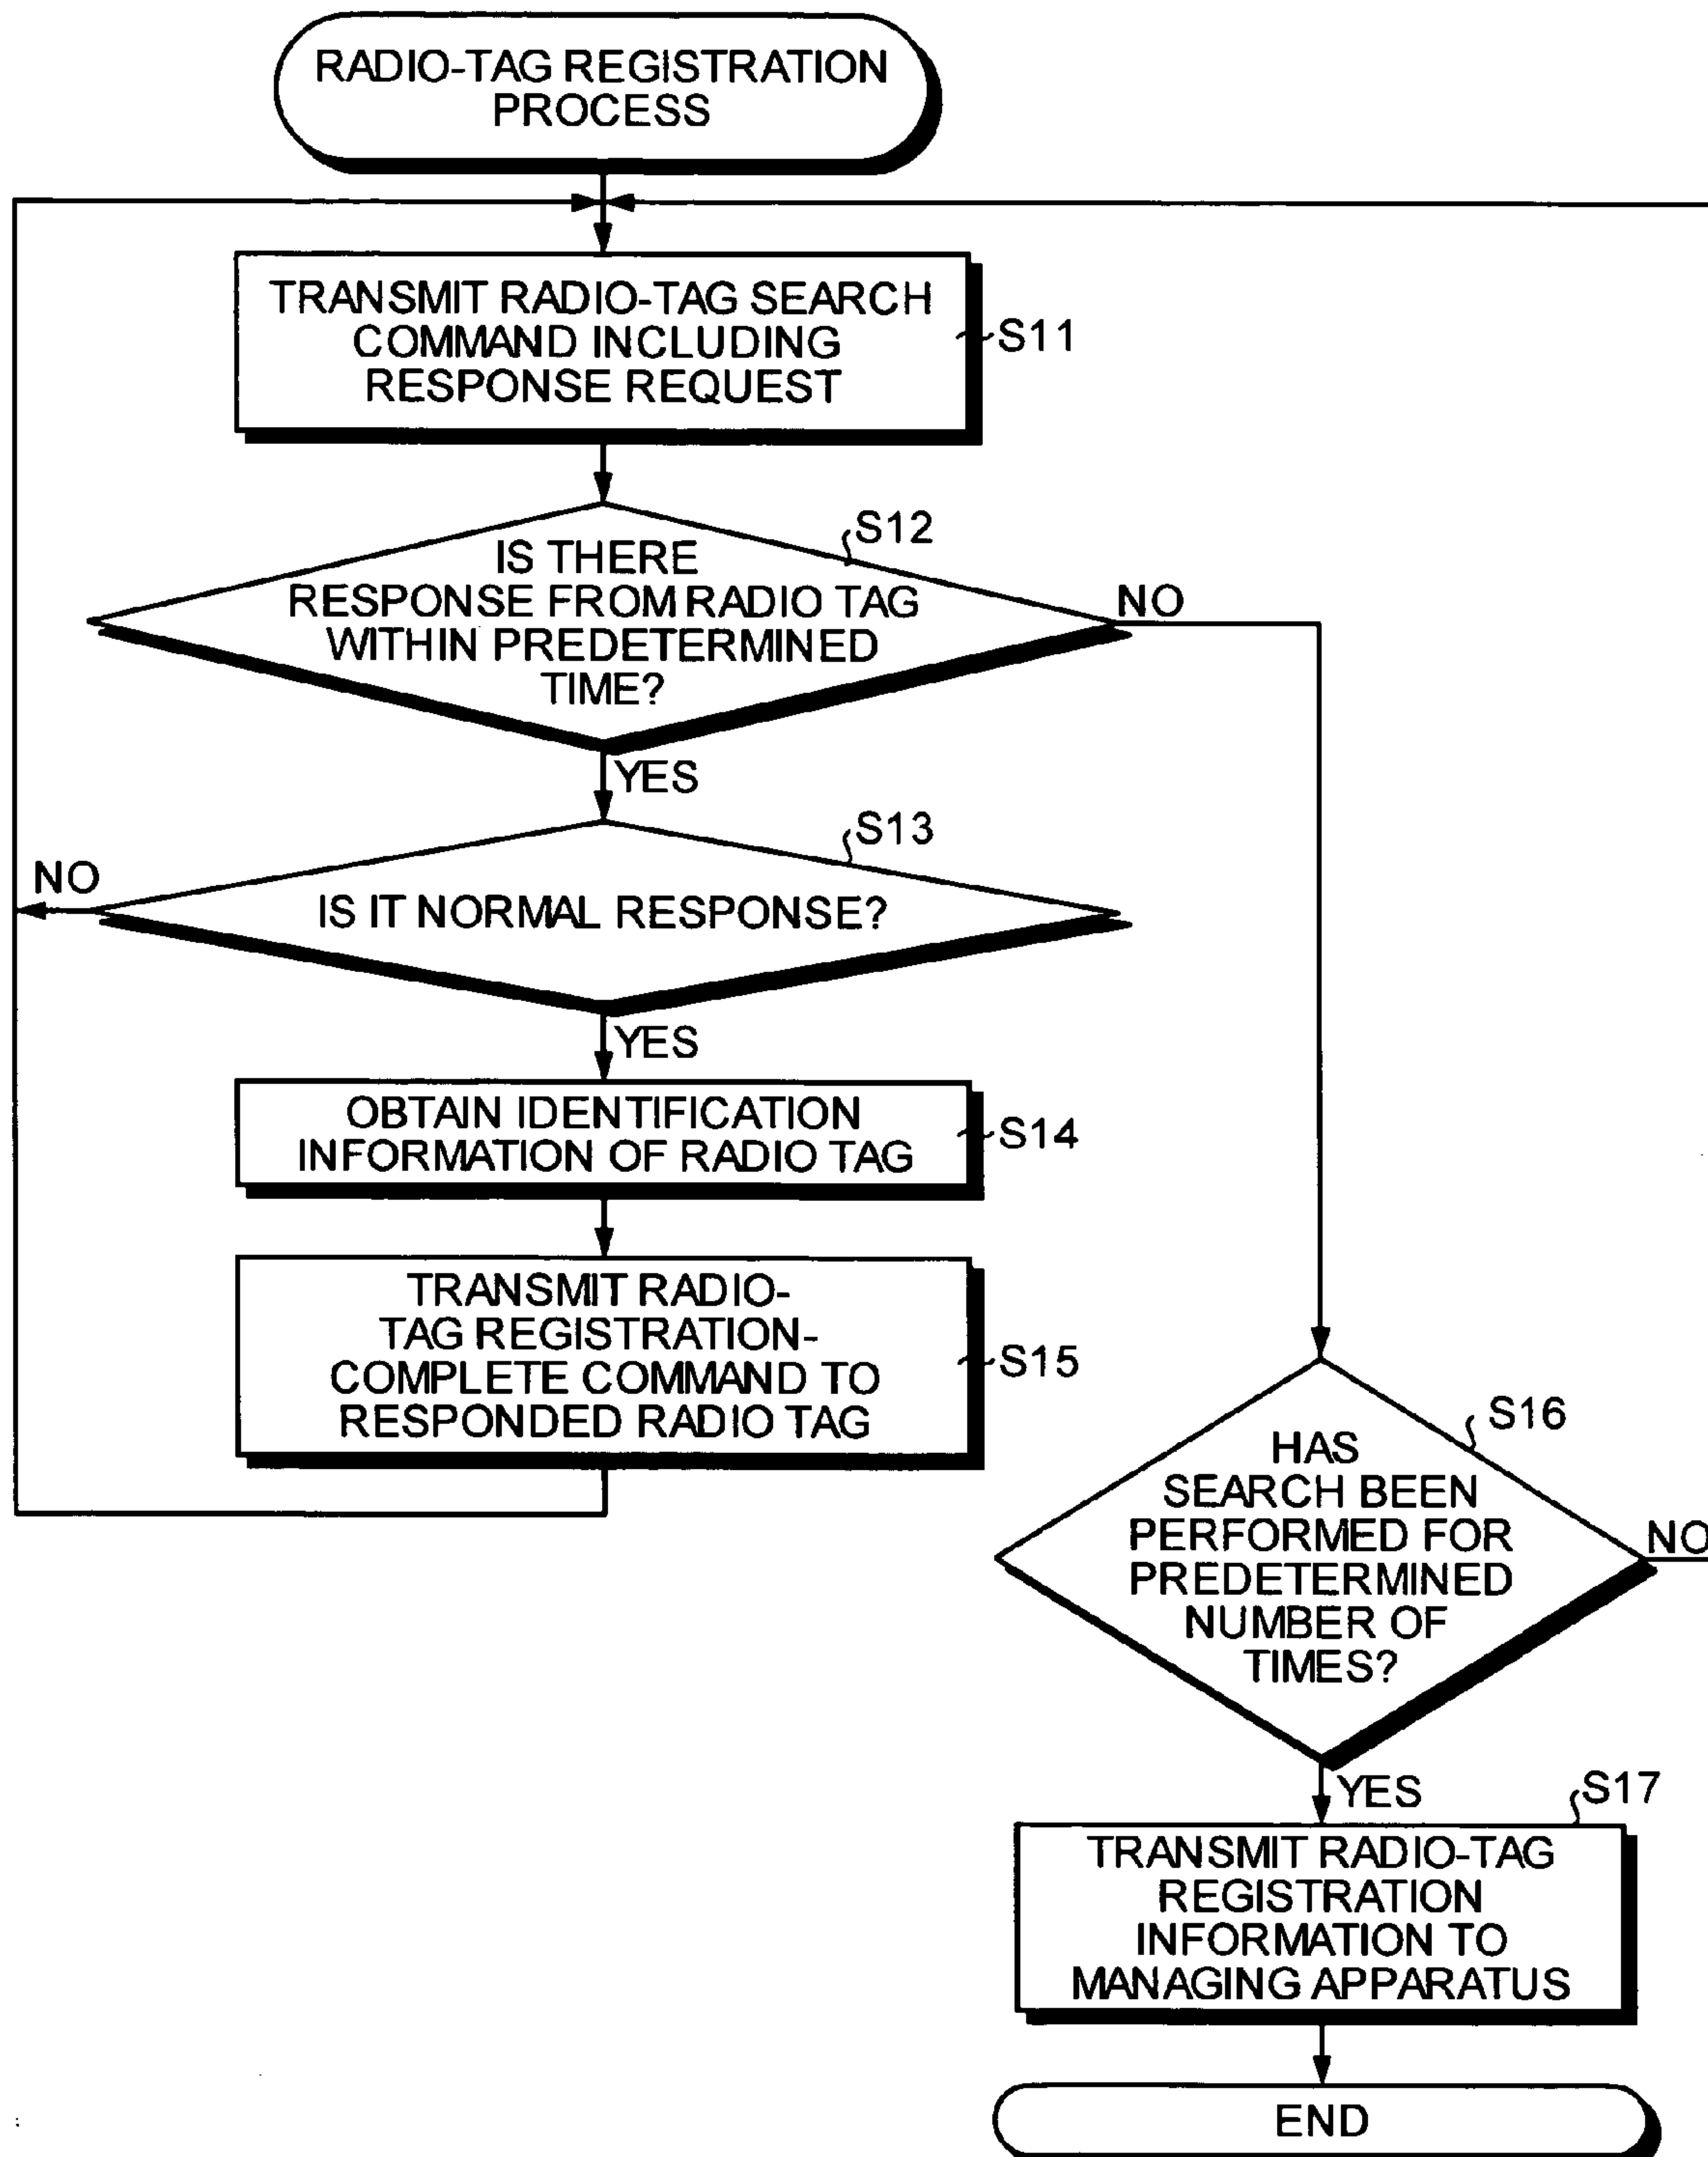 RADIO-TAG REGISTRATION
PROCESS
TRANSMIT RADIO-TAG SEARCH
COMMAND INCLUDING
RESPONSE REQUEST
S11
S12
IS THERE
RESPONSE FROM RADIO TAG
WITHIN PREDETERMINED
TIME?
NO
YES
S13
NO
IS IT NORMAL RESPONSE?
YES
OBTAIN IDENTIFICATION
INFORMATION OF RADIO TAG
S14
TRANSMIT RADIO-
TAG REGISTRATION-
COMPLETE COMMAND TO
RESPONDED RADIO TAG
S15
S16
HAS
SEARCH BEEN
PERFORMED FOR
PREDETERMINED
NUMBER OF
TIMES?
NO
YES
S17
TRANSMIT RADIO-TAG
REGISTRATION
INFORMATION TO
MANAGING APPARATUS
END